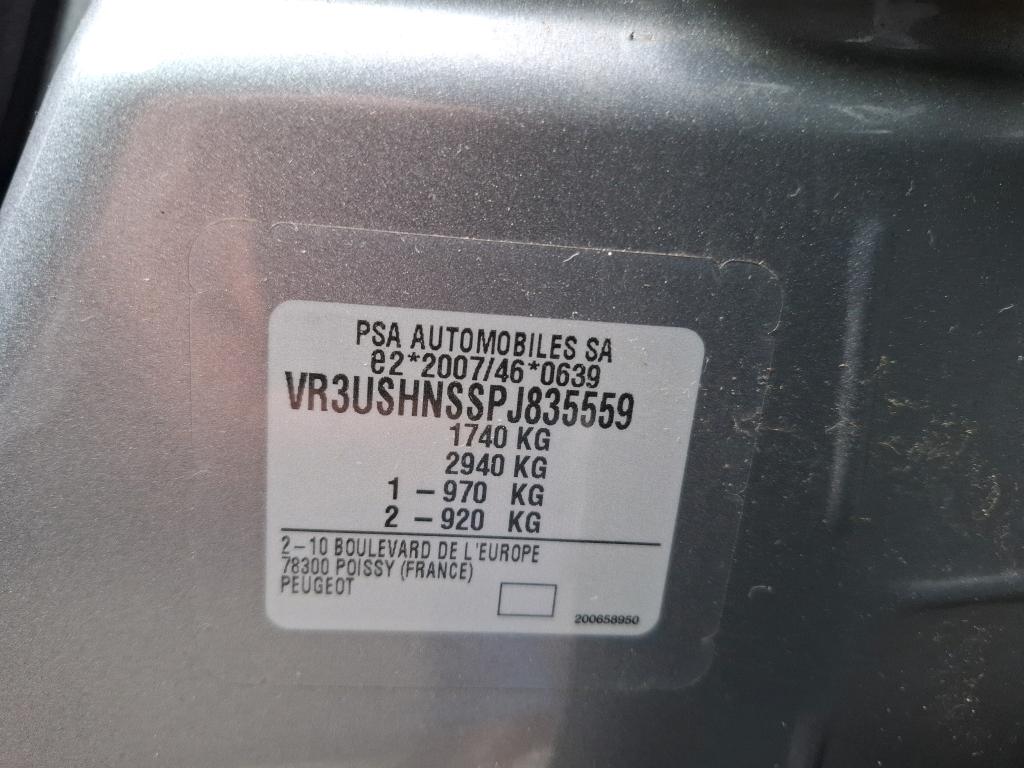 PSA AUTOMOBILES SA
e2*2007/46*0639
VR3USHNSSPJ835559
1740 KG
2940 KG
1 – 970 KG
2 – 920 KG
2–10 BOULEVARD DE L'EUROPE
78300 POISSY (FRANCE)
PEUGEOT
200658950